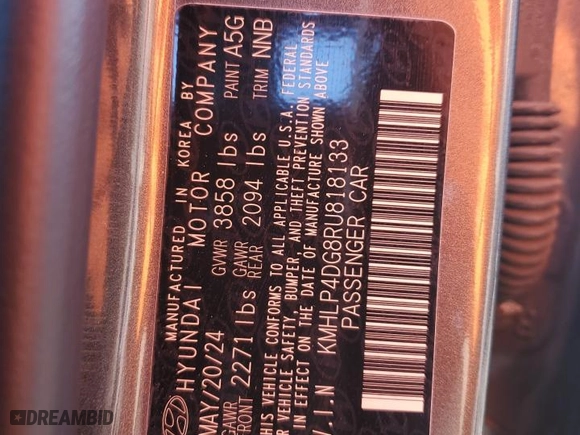 MANUFACTURED IN KOREA BY
HYUNDAI MOTOR COMPANY
MAY/20/24 GVWR 3858 lbs PAINT A5G
GAWR FRONT 2271 lbs GAWR REAR 2094 lbs TRIM NNB
THIS VEHICLE CONFORMS TO ALL APPLICABLE U.S.A. FEDERAL
VEHICLE SAFETY, BUMPER, AND THEFT PREVENTION STANDARDS
IN EFFECT ON THE DATE OF MANUFACTURE SHOWN ABOVE
V.I.N KMHLP4DG8RU818133
PASSENGER CAR
DREAMBID